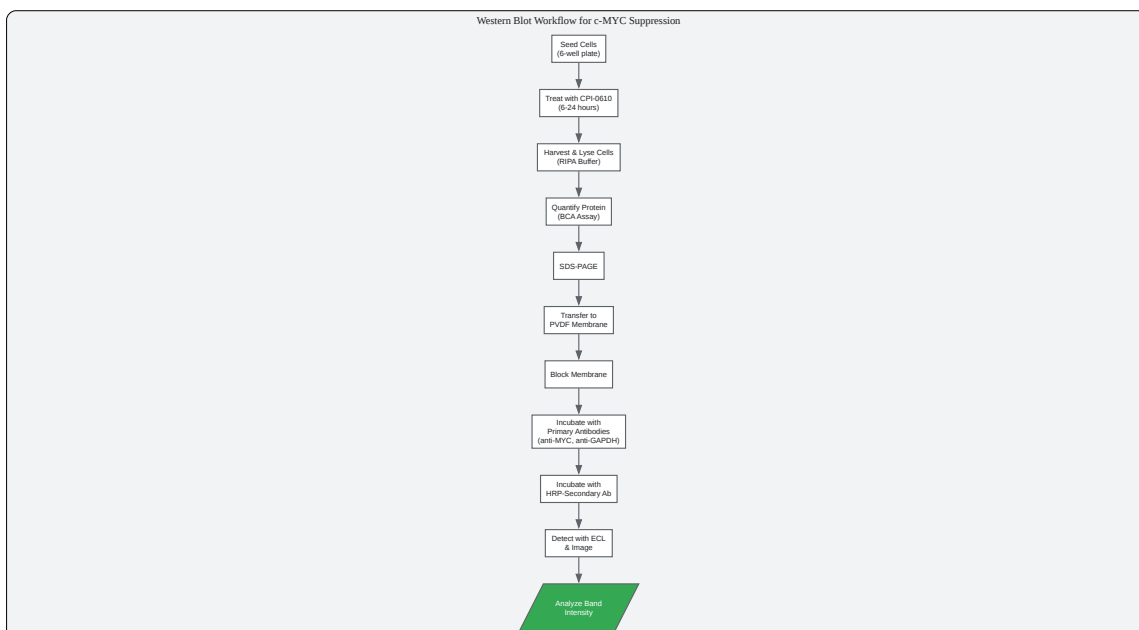 Western Blot Workflow for c-MYC Suppression
Seed Cells
(6-well plate)
Treat with CPI-0610
(6-24 hours)
Harvest & Lyse Cells
(RIPA Buffer)
Quantify Protein
(BCA Assay)
SDS-PAGE
Transfer to
PVDF Membrane
Block Membrane
Incubate with
Primary Antibodies
(anti-MYC, anti-GAPDH)
Incubate with
HRP-Secondary Ab
Detect with ECL
& Image
Analyze Band
Intensity